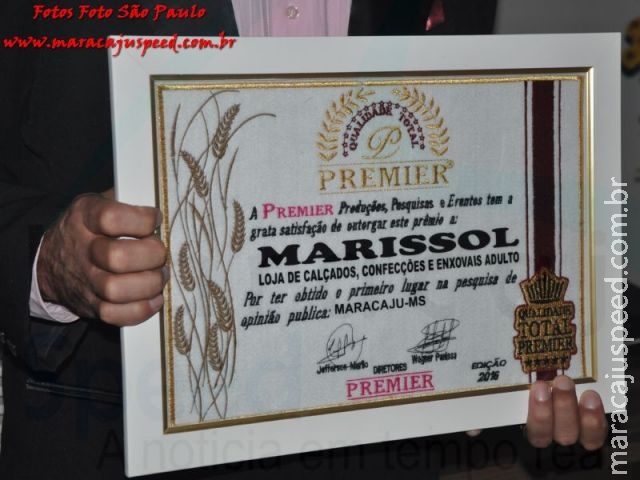 Fotos Foto São Paulo
www.maracajuspeed.com.br
QUALIDADE TOTAL
P
PREMIER
A PREMIER Produções, Pesquisas e Eventos tem a
grata satisfação de outorgar este prêmio a:
MARISSOL
LOJA DE CALÇADOS, CONFECÇÕES E ENXOVAIS ADULTO
Por ter obtido o primeiro lugar na pesquisa de
opinião publica: MARACAJU-MS
Jefferson Marllo
Wagner Panissa
DIRETORES
EDIÇÃO
2016
PREMIER
QUALIDADE
TOTAL
PREMIER
maracajuspeed.com.br
A notícia em tempo real